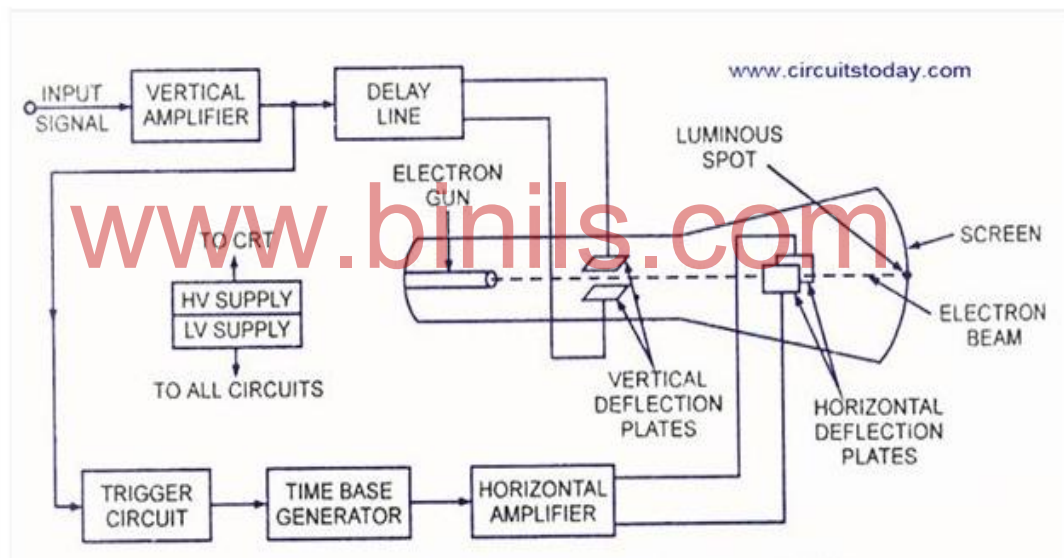 www.circuitstoday.com
INPUT
SIGNAL
VERTICAL
AMPLIFIER
DELAY
LINE
LUMINOUS
SPOT
ELECTRON
GUN
www.binils.com
TO CRT
SCREEN
HV SUPPLY
LV SUPPLY
ELECTRON
BEAM
TO ALL CIRCUITS
VERTICAL
DEFLECTION
PLATES
HORIZONTAL
DEFLECTION
PLATES
TRIGGER
CIRCUIT
TIME BASE
GENERATOR
HORIZONTAL
AMPLIFIER